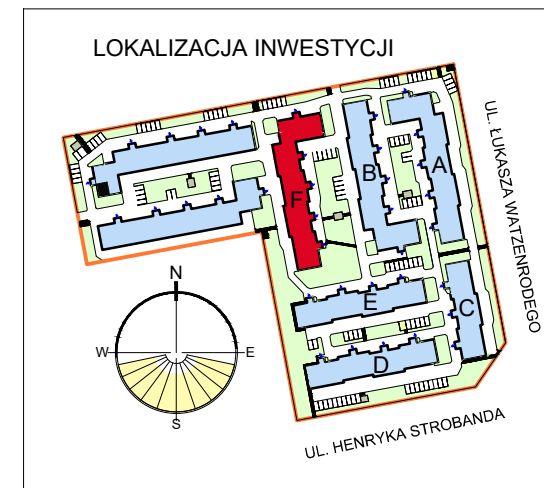 LOKALIZACJA INWESTYCJI
UL. ŁUKASZA WATZENRODEGO
A
B
F
C
E
D
N
W
E
S
UL. HENRYKA STROBANDA